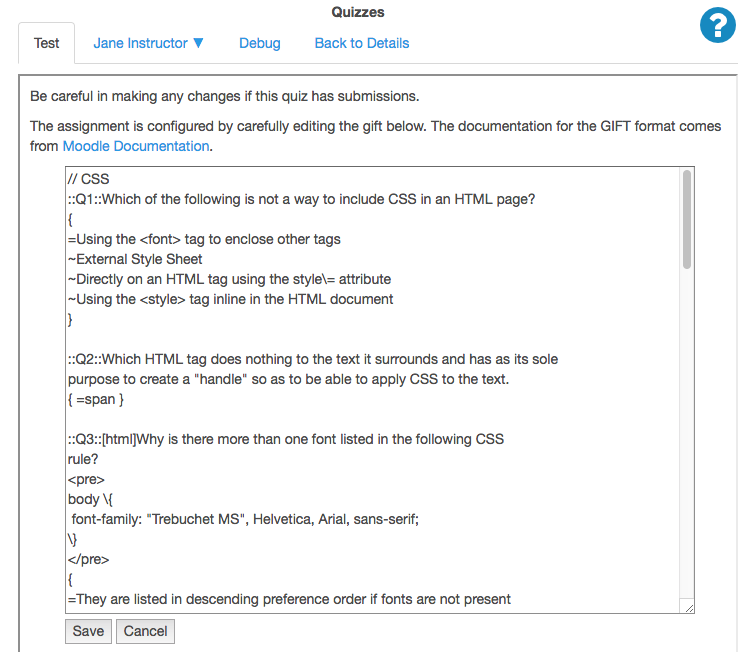 Quizzes
?
Test
Jane Instructor ▼
Debug
Back to Details
Be careful in making any changes if this quiz has submissions.
The assignment is configured by carefully editing the gift below. The documentation for the GIFT format comes
from Moodle Documentation.
// CSS
::Q1::Which of the following is not a way to include CSS in an HTML page?
{
=Using the <font> tag to enclose other tags
~External Style Sheet
~Directly on an HTML tag using the style\= attribute
~Using the <style> tag inline in the HTML document
}
::Q2::Which HTML tag does nothing to the text it surrounds and has as its sole
purpose to create a "handle" so as to be able to apply CSS to the text.
{ =span }
::Q3::[html]Why is there more than one font listed in the following CSS
rule?
<pre>
body \{
 font-family: "Trebuchet MS", Helvetica, Arial, sans-serif;
\}
</pre>
{
=They are listed in descending preference order if fonts are not present
Save
Cancel